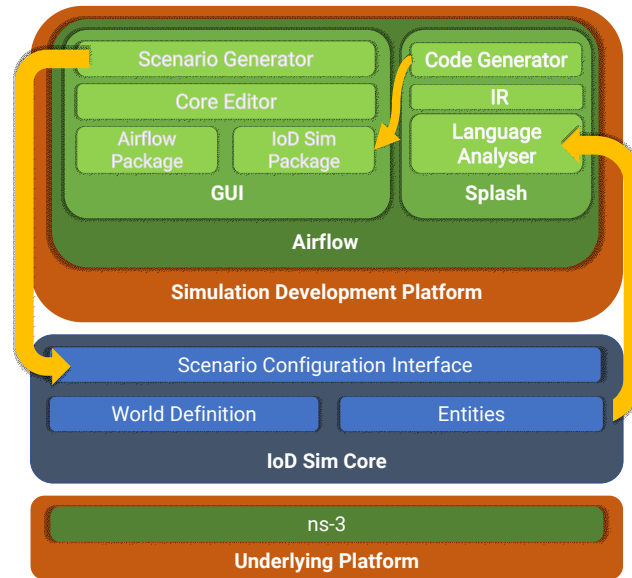 Scenario Generator
Core Editor
Airflow
Package
IoD Sim
Package
GUI
Code Generator
IR
Language
Analyser
Splash
Airflow
Simulation Development Platform
Scenario Configuration Interface
World Definition
Entities
IoD Sim Core
ns-3
Underlying Platform